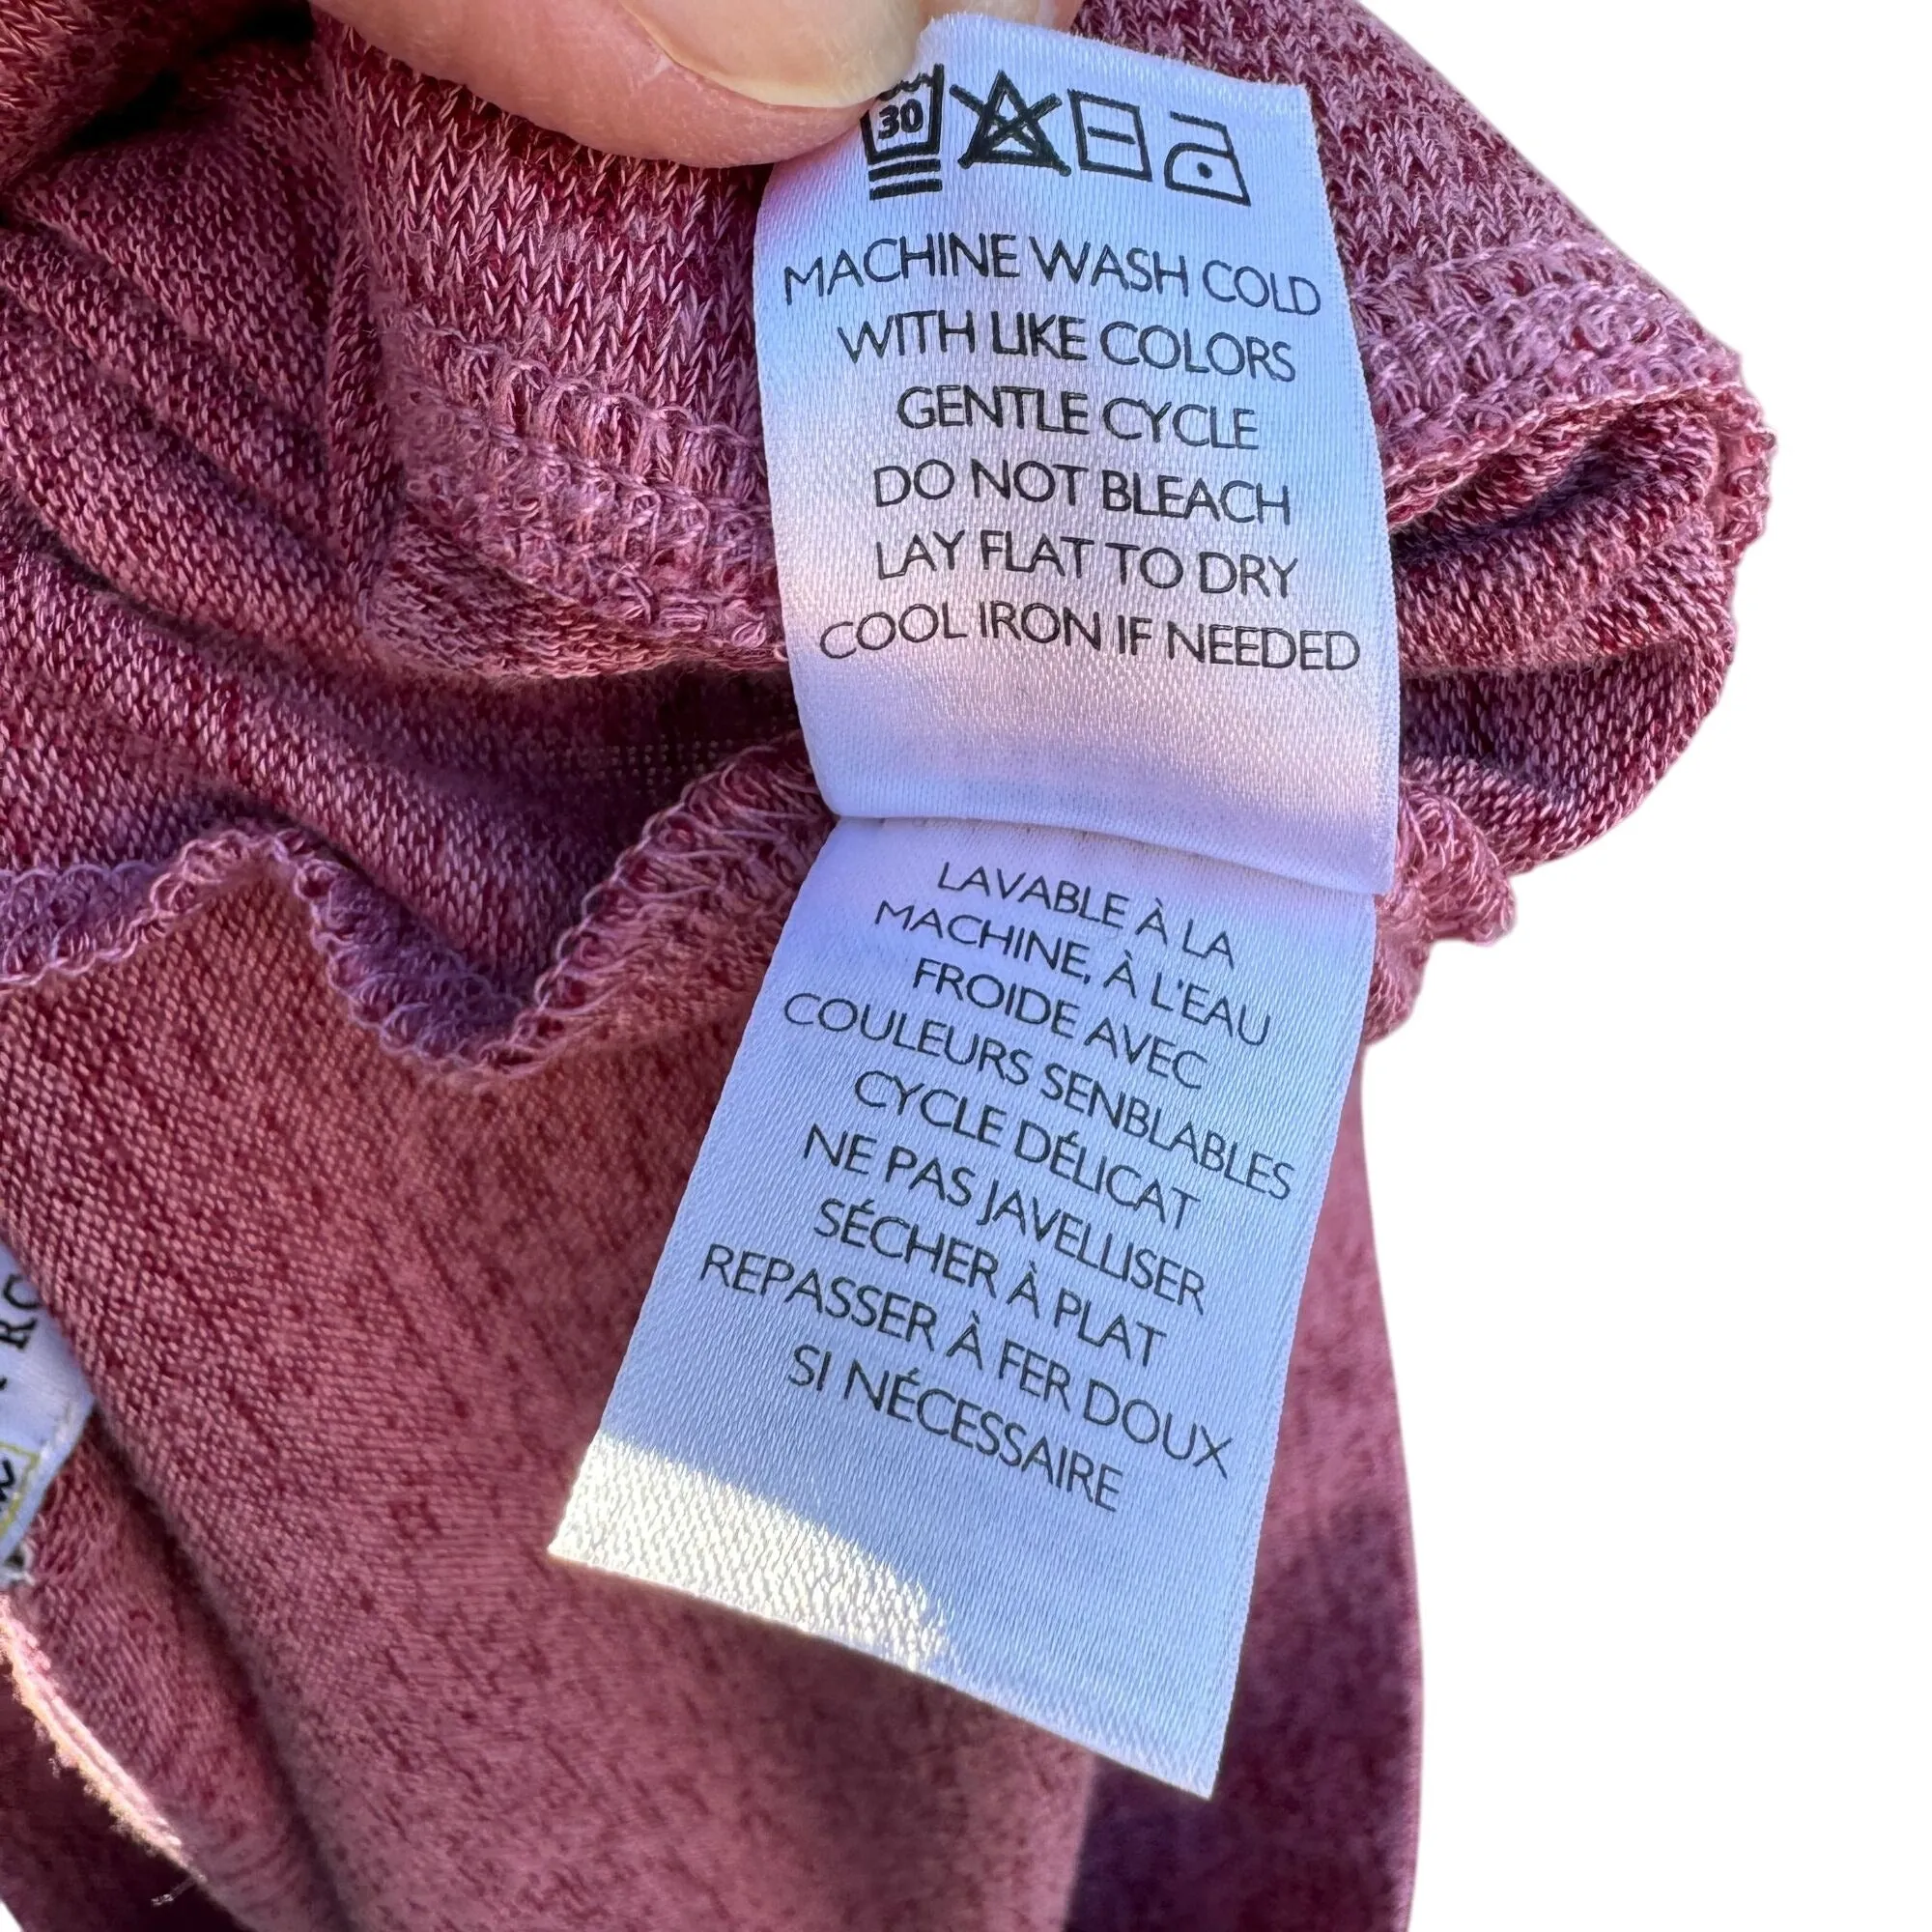 30
MACHINE WASH COLD
WITH LIKE COLORS
GENTLE CYCLE
DO NOT BLEACH
LAY FLAT TO DRY
COOL IRON IF NEEDED
LAVABLE À LA
MACHINE, À L'EAU
FROIDE AVEC
COULEURS SENBLABLES
CYCLE DÉLICAT
NE PAS JAVELLISER
SÉCHER À PLAT
REPASSER À FER DOUX
SI NÉCESSAIRE